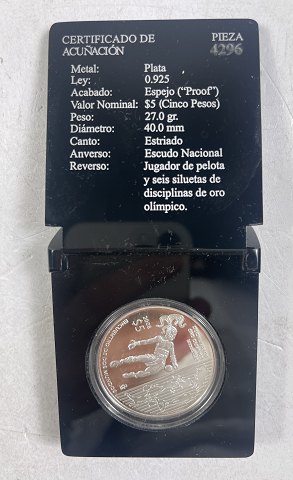 CERTIFICADO DE ACUÑACIÓN
PIEZA 4296
Metal: Plata
Ley: 0.925
Acabado: Espejo ("Proof")
Valor Nominal: $5 (Cinco Pesos)
Peso: 27.0 gr.
Diámetro: 40.0 mm
Canto: Estriado
Anverso: Escudo Nacional
Reverso: Jugador de pelota
y seis siluetas de
disciplinas de oro
olímpico.
$5